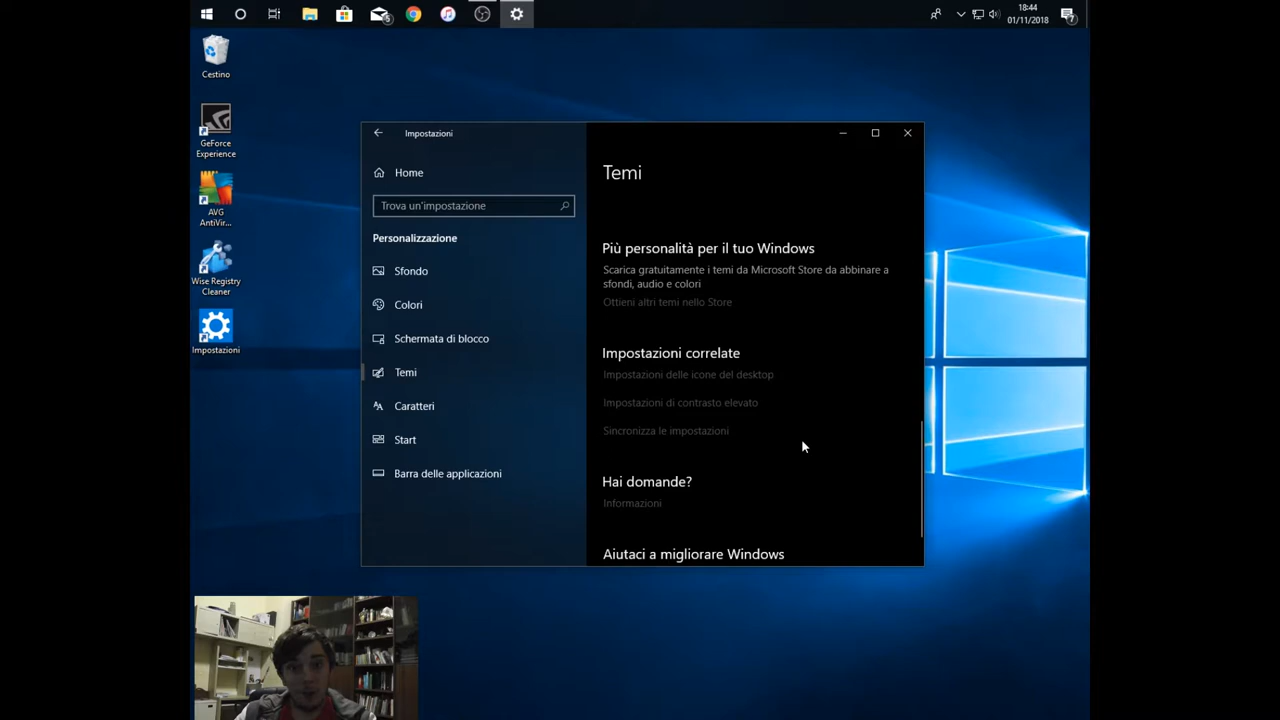 18:44
01/11/2018
5
7
Cestino
GeForce
Experience
AVG
AntiVir...
Wise Registry
Cleaner
Impostazioni
Impostazioni
Home
Trova un'impostazione
Personalizzazione
Sfondo
Colori
Schermata di blocco
Temi
Caratteri
Start
Barra delle applicazioni
Temi
Più personalità per il tuo Windows
Scarica gratuitamente i temi da Microsoft Store da abbinare a
sfondi, audio e colori
Ottieni altri temi nello Store
Impostazioni correlate
Impostazioni delle icone del desktop
Impostazioni di contrasto elevato
Sincronizza le impostazioni
Hai domande?
Informazioni
Aiutaci a migliorare Windows